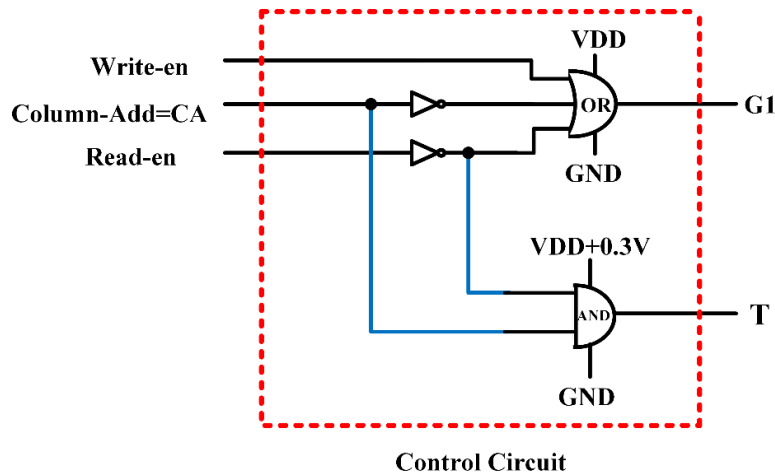 VDD
Write-en
Column-Add=CA
OR
G1
Read-en
GND
VDD+0.3V
AND
T
GND
Control Circuit